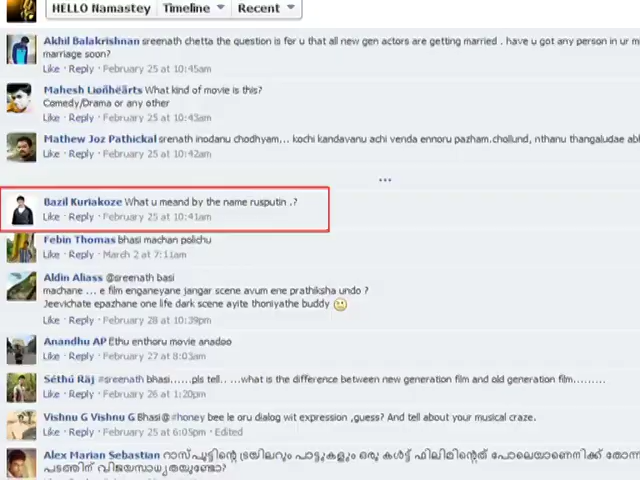 HELLO Namastey Timeline Recent
Akhil Balakrishnan sreenath chetta the question is for u that all new gen actors are getting married . have u got any person in ur m
marriage soon?
Like · Reply · February 25 at 10:45am
Mahesh Lioñhëärts What kind of movie is this?
Comedy/Drama or any other
Like · Reply · February 25 at 10:43am
Mathew Joz Pathickal srenath inodanu chodhyam... kochi kandavanu achi venda ennoru pazham.chollund, nthanu thangaludae ab
Like · Reply · February 25 at 10:42am
...
Bazil Kuriakoze What u meand by the name rusputin .?
Like · Reply · February 25 at 10:41am
Febin Thomas bhasi machan polichu
Like · Reply · March 2 at 7:11am
Aldin Aliass @sreenath basi
machane ... e film enganeyane jangar scene avum ene prathiksha undo ?
Jeevichate epazhane one life dark scene ayite thoniyathe buddy
Like · Reply · February 28 at 10:39pm
Anandhu AP Ethu enthoru movie anadoo
Like · Reply · February 27 at 8:03am
Séthú Ráj #sreenath bhasi......pls tell.. ...what is the difference between new generation film and old generation film.........
Like · Reply · February 26 at 1:20pm
Vishnu G Vishnu G Bhasi@#honey bee le oru dialog wit expression ,guess? And tell about your musical craze.
Like · Reply · February 25 at 6:05pm · Edited
Alex Marian Sebastian റാസ്പുട്ടിന്റെ ട്രയിലറും പാട്ടുകളും ഒരു കള്‍ട്ട് ഫിലിമിന്റെത് പോലെയാണെനിക്ക് തോന്ന
പടത്തിന് വിജയസാധ്യതയുണ്ടോ?